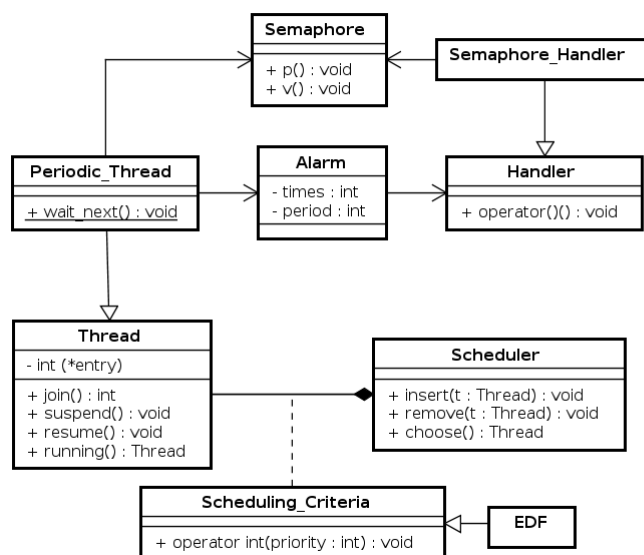 Semaphore
+ p() : void
+ v() : void
Semaphore_Handler
Periodic_Thread
+ wait_next() : void
Alarm
- times : int
- period : int
Handler
+ operator()() : void
Thread
- int (*entry)
+ join() : int
+ suspend() : void
+ resume() : void
+ running() : Thread
Scheduler
+ insert(t : Thread) : void
+ remove(t : Thread) : void
+ choose() : Thread
Scheduling_Criteria
+ operator int(priority : int) : void
EDF